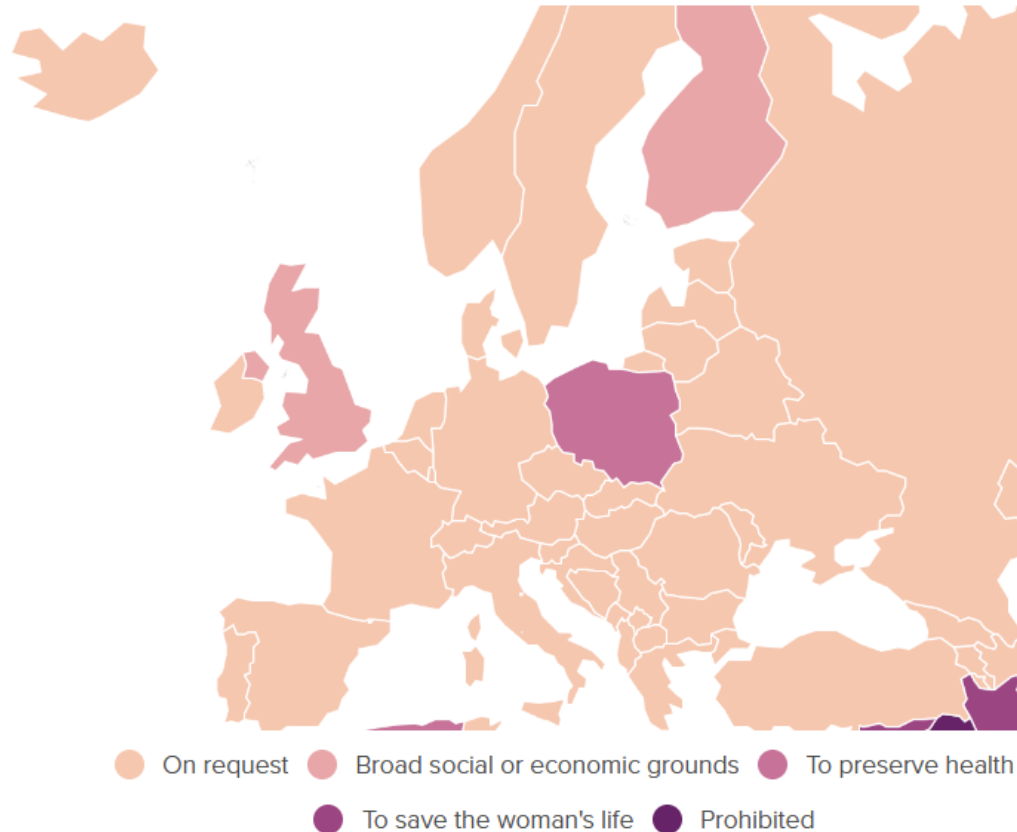 On request Broad social or economic grounds To preserve health
To save the woman's life Prohibited